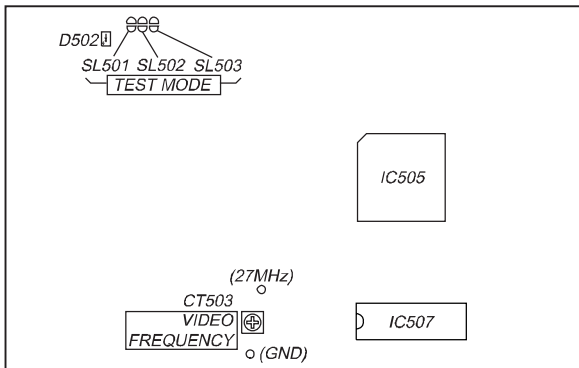 D502
SL501 SL502 SL503
TEST MODE
IC505
(27MHz)
CT503
VIDEO
FREQUENCY
IC507
(GND)